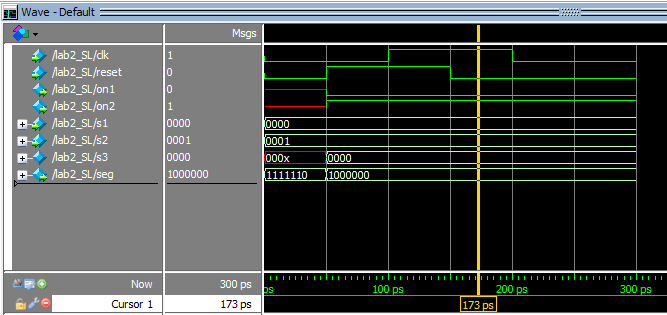 Wave - Default
Msgs
/lab2_SL/clk 1
/lab2_SL/reset 0
/lab2_SL/on1 0
/lab2_SL/on2 1
/lab2_SL/s1 0000 0000
/lab2_SL/s2 0001 0001
/lab2_SL/s3 0000 000x 0000
/lab2_SL/seg 1000000 1111110 1000000
Now 300 ps ps 100 ps 200 ps 300 ps
Cursor 1 173 ps 173 ps